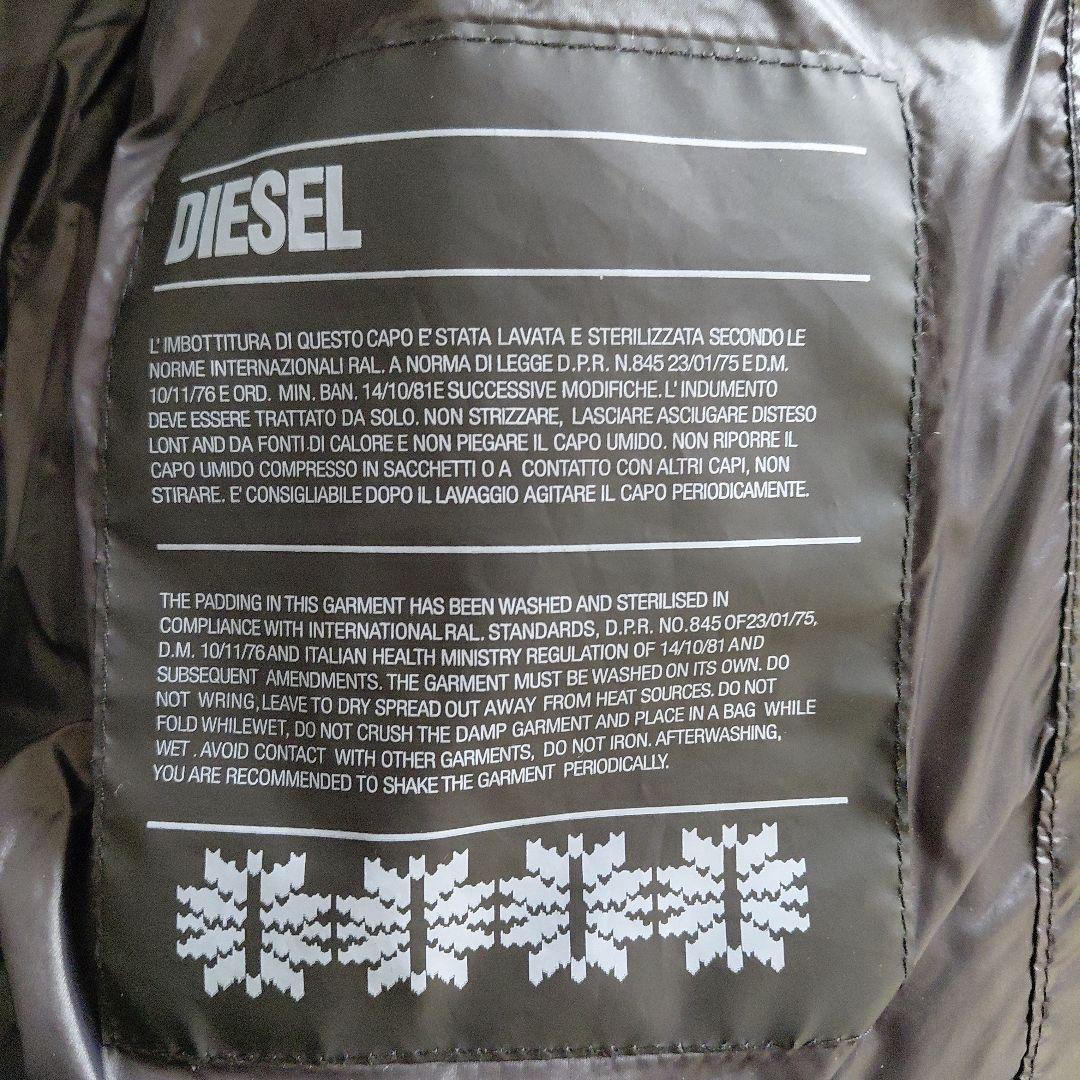 DIESEL
L' IMBOTTITURA DI QUESTO CAPO E' STATA LAVATA E STERILIZZATA SECONDO LE
NORME INTERNAZIONALI RAL. A NORMA DI LEGGE D.P.R. N.845 23/01/75 E D.M.
10/11/76 E ORD. MIN. BAN. 14/10/81 E SUCCESSIVE MODIFICHE. L' INDUMENTO
DEVE ESSERE TRATTATO DA SOLO. NON STRIZZARE, LASCIARE ASCIUGARE DISTESO
LONT AND DA FONTI DI CALORE E NON PIEGARE IL CAPO UMIDO. NON RIPORRE IL
CAPO UMIDO COMPRESSO IN SACCHETTI O A CONTATTO CON ALTRI CAPI, NON
STIRARE. E' CONSIGLIABILE DOPO IL LAVAGGIO AGITARE IL CAPO PERIODICAMENTE.
THE PADDING IN THIS GARMENT HAS BEEN WASHED AND STERILISED IN
COMPLIANCE WITH INTERNATIONAL RAL. STANDARDS, D.P.R. NO. 845 OF 23/01/75,
D.M. 10/11/76 AND ITALIAN HEALTH MINISTRY REGULATION OF 14/10/81 AND
SUBSEQUENT AMENDMENTS. THE GARMENT MUST BE WASHED ON ITS OWN. DO
NOT WRING, LEAVE TO DRY SPREAD OUT AWAY FROM HEAT SOURCES. DO NOT
FOLD WHILEWET, DO NOT CRUSH THE DAMP GARMENT AND PLACE IN A BAG WHILE
WET . AVOID CONTACT WITH OTHER GARMENTS, DO NOT IRON. AFTERWASHING,
YOU ARE RECOMMENDED TO SHAKE THE GARMENT PERIODICALLY.